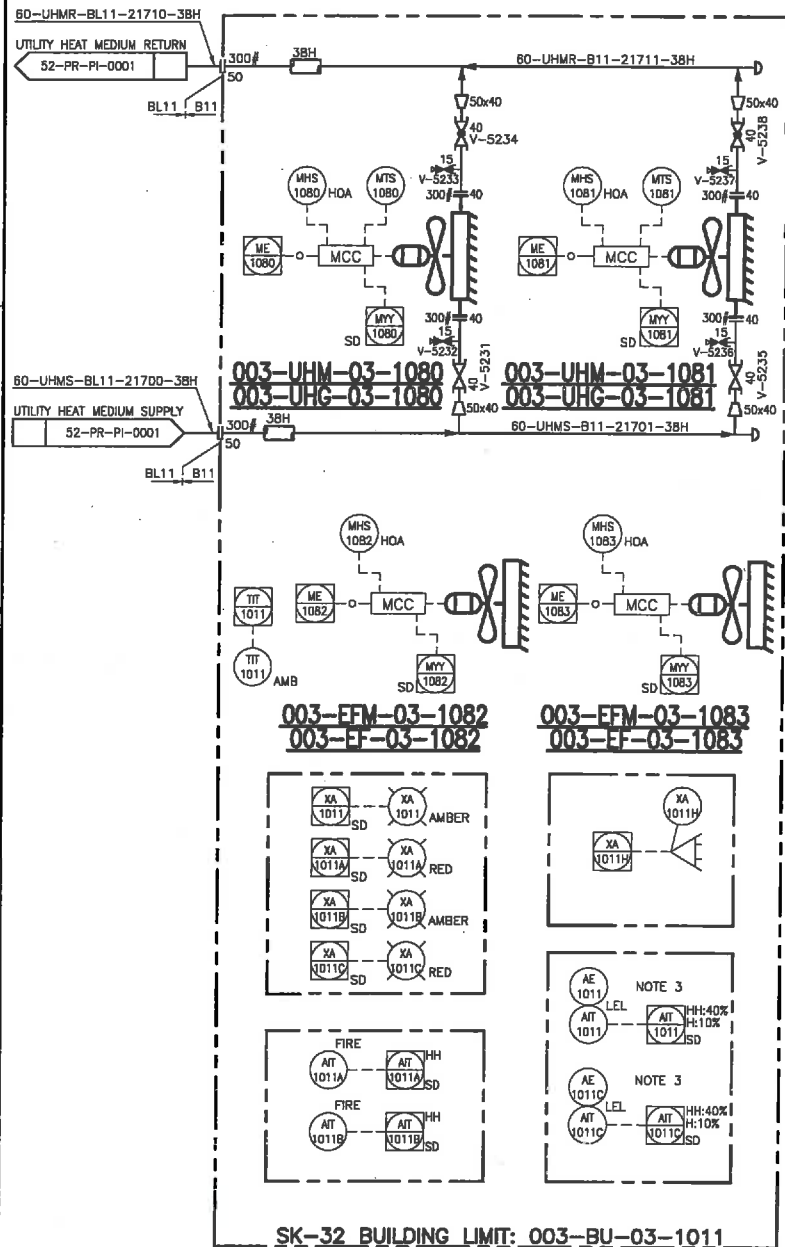 60-UHMR-BL11-21710-38H
UTILITY HEAT MEDIUM RETURN
52-PR-PI-0001
300#
50
BL11
B11
38H
60-UHMR-B11-21711-38H
50x40
50x40
40
V-5234
40
V-5238
15
V-5233
15
V-5237
300#
40
300#
40
MHS
1080
HOA
MTS
1080
MHS
1081
HOA
MTS
1081
ME
1080
MCC
ME
1081
MCC
MYY
1080
SD
MYY
1081
SD
300#
40
300#
40
15
V-5232
15
V-5236
40
V-5231
40
V-5235
003-UHM-03-1080
003-UHG-03-1080
003-UHM-03-1081
003-UHG-03-1081
50x40
50x40
60-UHMS-BL11-21700-38H
UTILITY HEAT MEDIUM SUPPLY
52-PR-PI-0001
300#
50
BL11
B11
38H
60-UHMS-B11-21701-38H
MHS
1082
HOA
MHS
1083
HOA
TIT
1011
TIT
1011
AMB
ME
1082
MCC
ME
1083
MCC
MYY
1082
SD
MYY
1083
SD
003-EFM-03-1082
003-EF-03-1082
003-EFM-03-1083
003-EF-03-1083
XA
1011
SD
XA
1011
AMBER
XA
1011A
SD
XA
1011A
RED
XA
1011B
SD
XA
1011B
AMBER
XA
1011C
SD
XA
1011C
RED
XA
1011H
XA
1011H
FIRE
AIT
1011A
AIT
1011A
HH
SD
FIRE
AIT
1011B
AIT
1011B
HH
SD
AE
1011
NOTE 3
LEL
AIT
1011
AIT
1011
HH:40%
H:10%
SD
AE
1011C
NOTE 3
LEL
AIT
1011C
AIT
1011C
HH:40%
H:10%
SD
SK-32 BUILDING LIMIT: 003-BU-03-1011